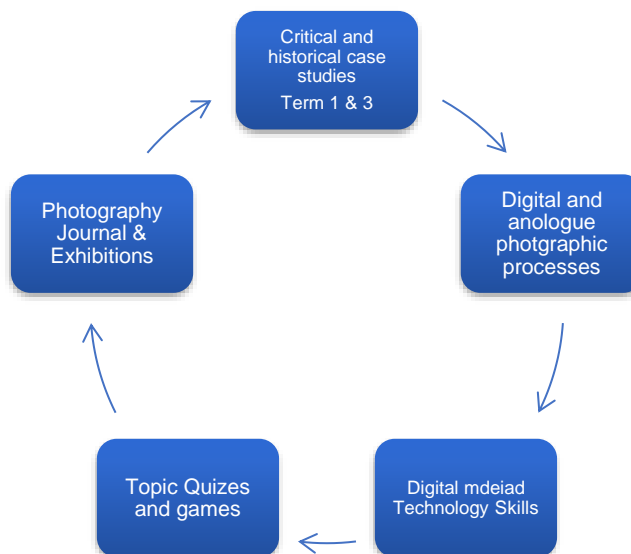 Critical and
historical case
studies
Term 1 & 3
Digital and
anologue
photgraphic
processes
Digital mdeiad
Technology Skills
Topic Quizes
and games
Photography
Journal &
Exhibitions